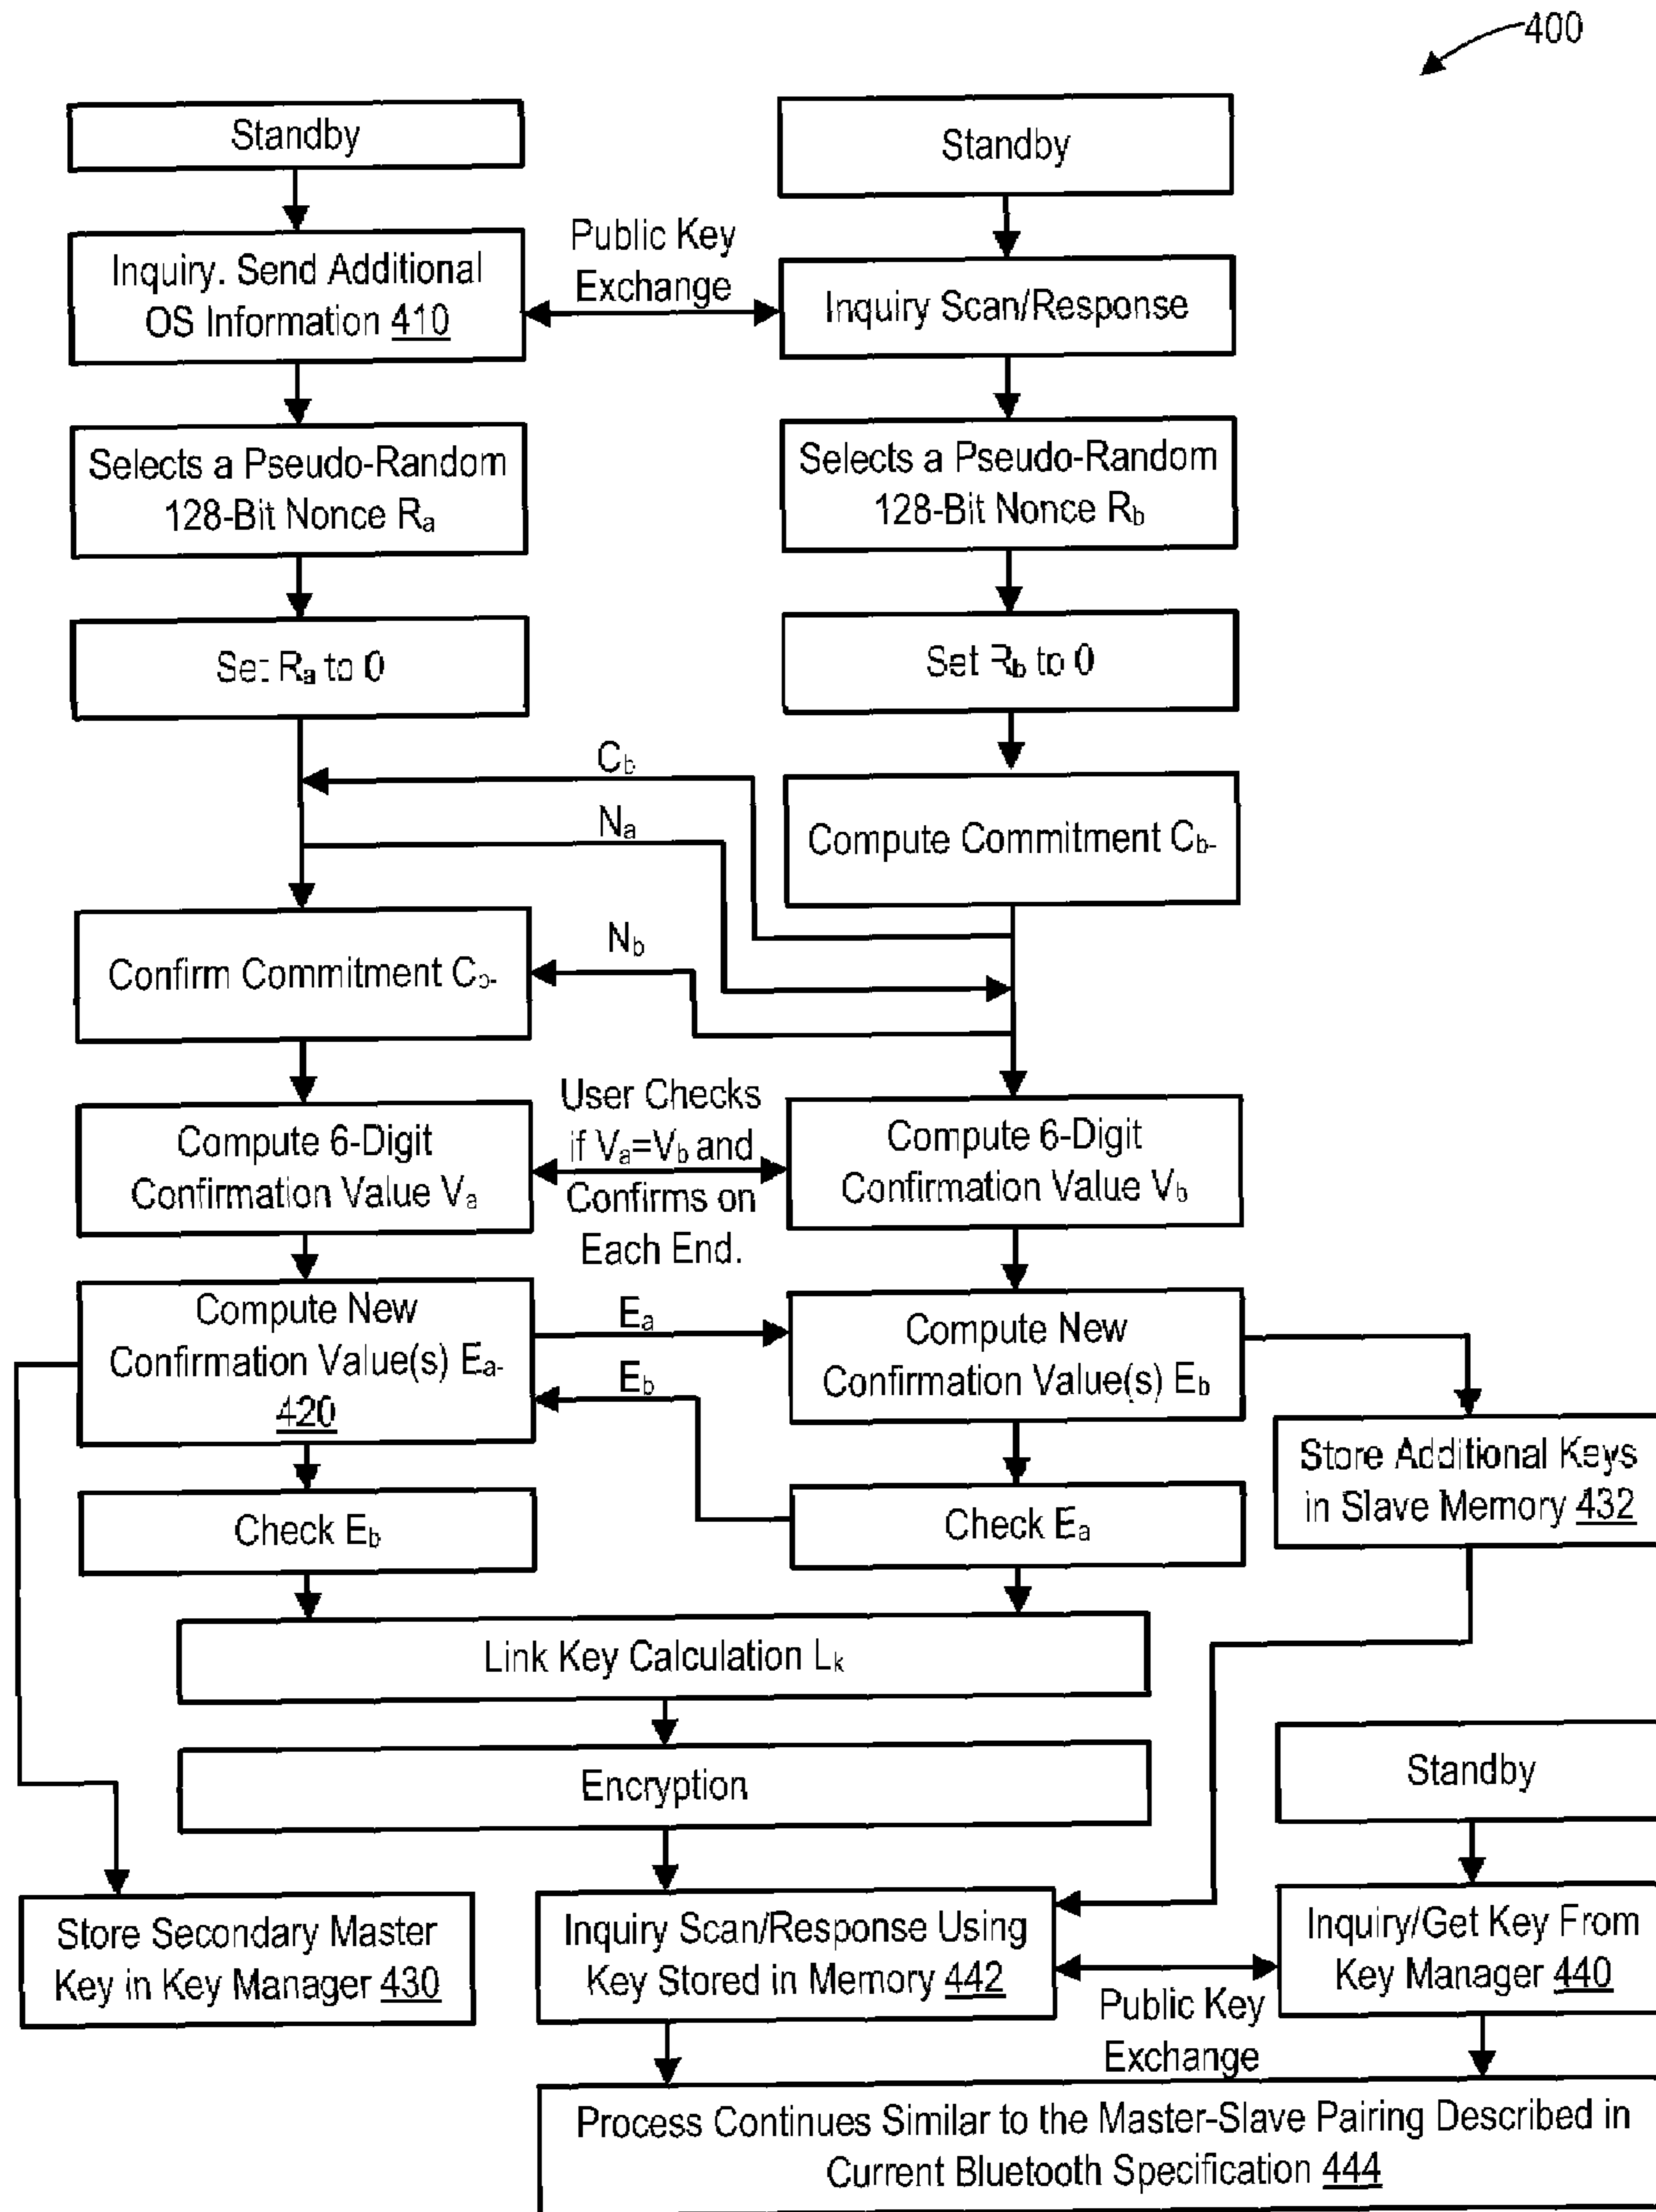 400
Standby
Standby
Inquiry. Send Additional
OS Information 410
Public Key
Exchange
Inquiry Scan/Response
Selects a Pseudo-Random
128-Bit Nonce Ra
Selects a Pseudo-Random
128-Bit Nonce Rb
Set Ra to 0
Set Rb to 0
Cb
Na
Compute Commitment Cb-
Nb
Confirm Commitment Cb-
Compute 6-Digit
Confirmation Value Va
User Checks
if Va=Vb and
Confirms on
Each End.
Compute 6-Digit
Confirmation Value Vb
Compute New
Confirmation Value(s) Ea-
420
Ea
Eb
Compute New
Confirmation Value(s) Eb
Store Additional Keys
in Slave Memory 432
Check Eb
Check Ea
Link Key Calculation Lk
Encryption
Standby
Store Secondary Master
Key in Key Manager 430
Inquiry Scan/Response Using
Key Stored in Memory 442
Inquiry/Get Key From
Key Manager 440
Public Key
Exchange
Process Continues Similar to the Master-Slave Pairing Described in
Current Bluetooth Specification 444